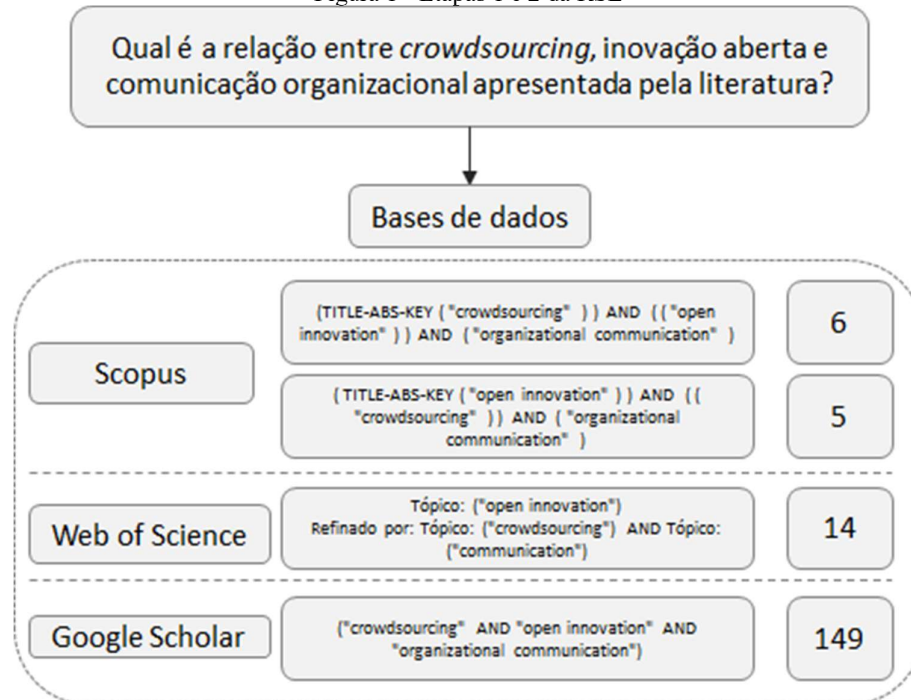 Qual é a relação entre crowdsourcing, inovação aberta e
comunicação organizacional apresentada pela literatura?
Bases de dados
Scopus
(TITLE-ABS-KEY ( "crowdsourcing" ) ) AND ( ( "open
innovation" ) ) AND ( "organizational communication" )
6
( TITLE-ABS-KEY ( "open innovation" ) ) AND ( (
"crowdsourcing" ) ) AND ( "organizational
communication" )
5
Web of Science
Tópico: ("open innovation")
Refinado por: Tópico: ("crowdsourcing") AND Tópico:
("communication")
14
Google Scholar
("crowdsourcing" AND "open innovation" AND
"organizational communication")
149